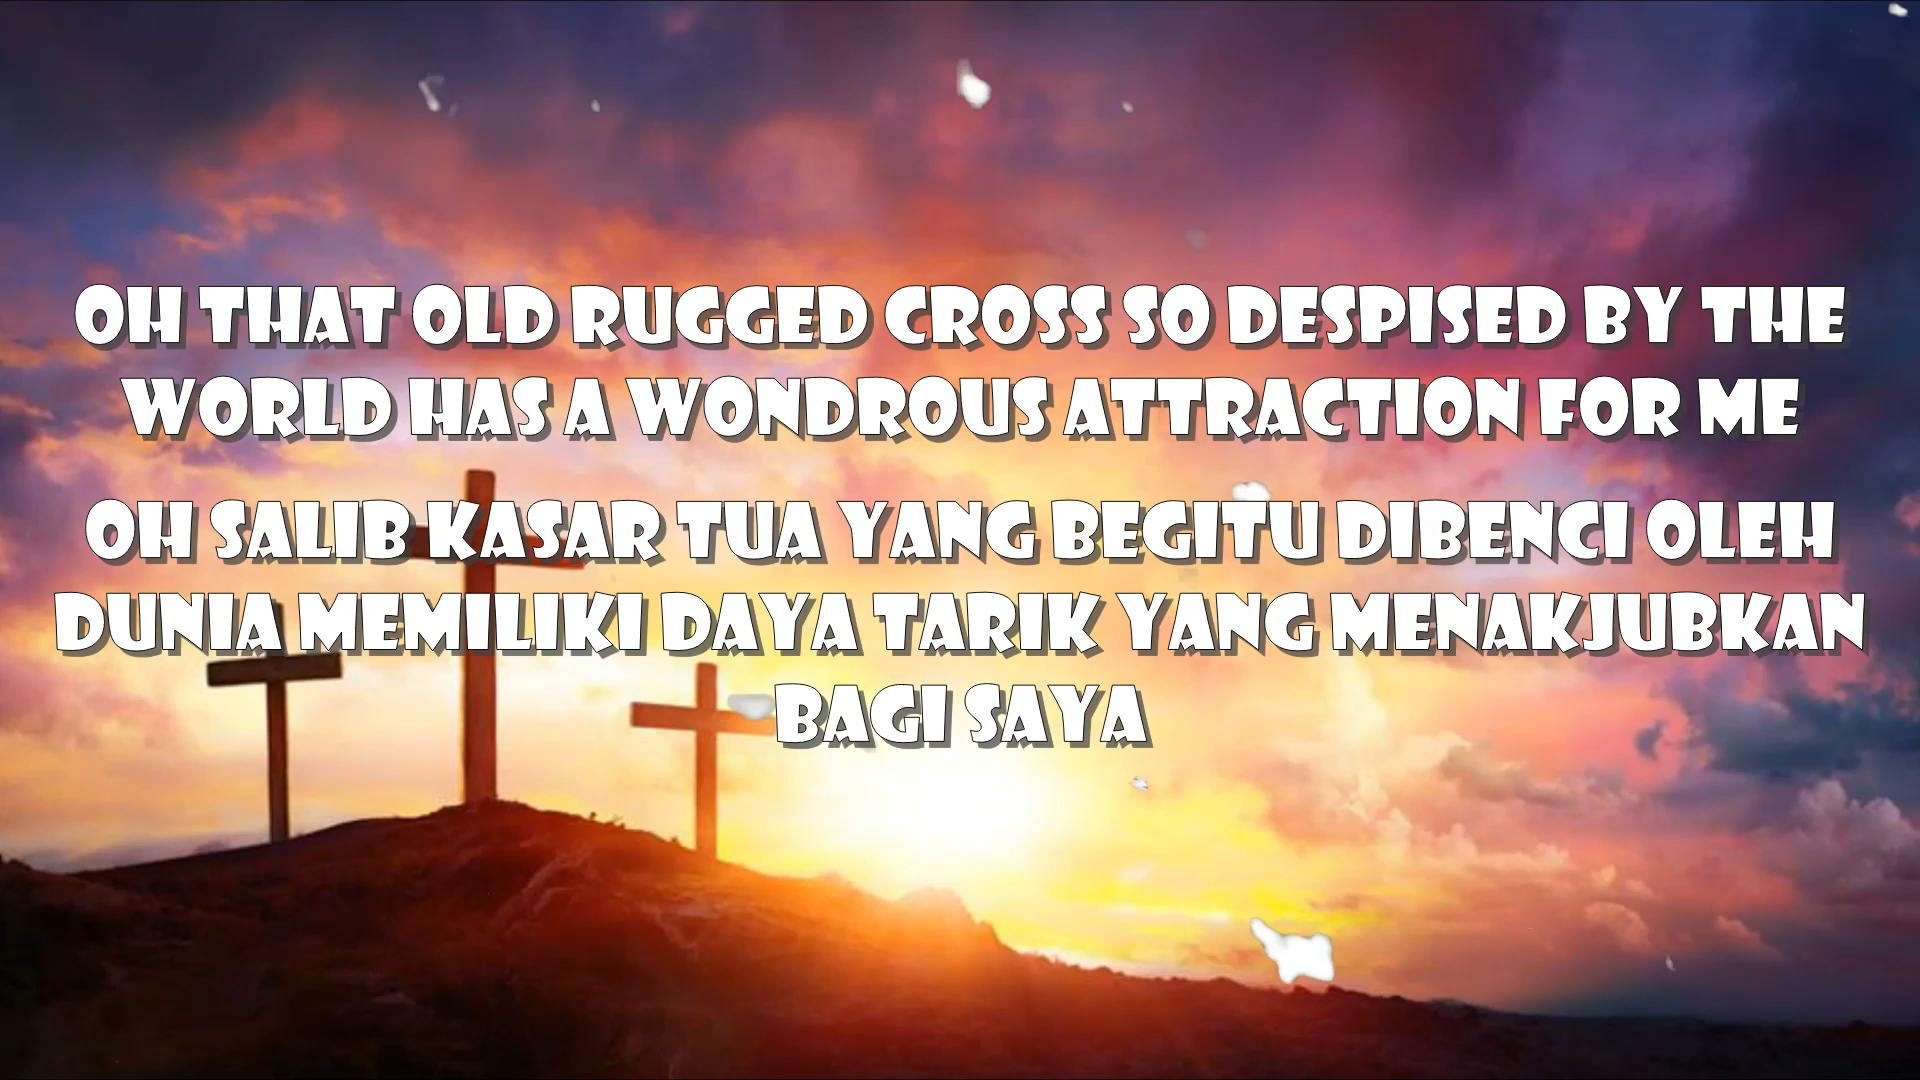 OH THAT OLD RUGGED CROSS SO DESPISED BY THE
WORLD HAS A WONDROUS ATTRACTION FOR ME
OH SALIB KASAR TUA YANG BEGITU DIBENCI OLEH
DUNIA MEMILIKI DAYA TARIK YANG MENAKJUBKAN
BAGI SAYA